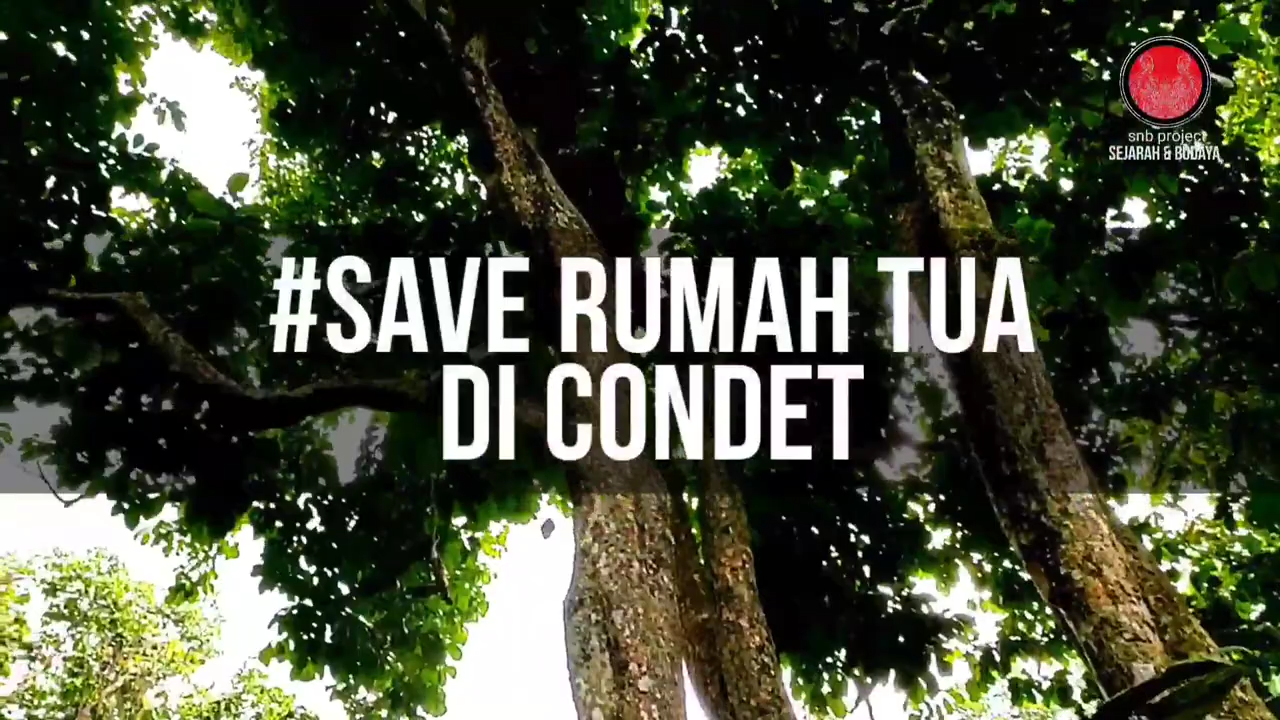 snb project
SEJARAH & BUDAYA
#SAVE RUMAH TUA
DI CONDET